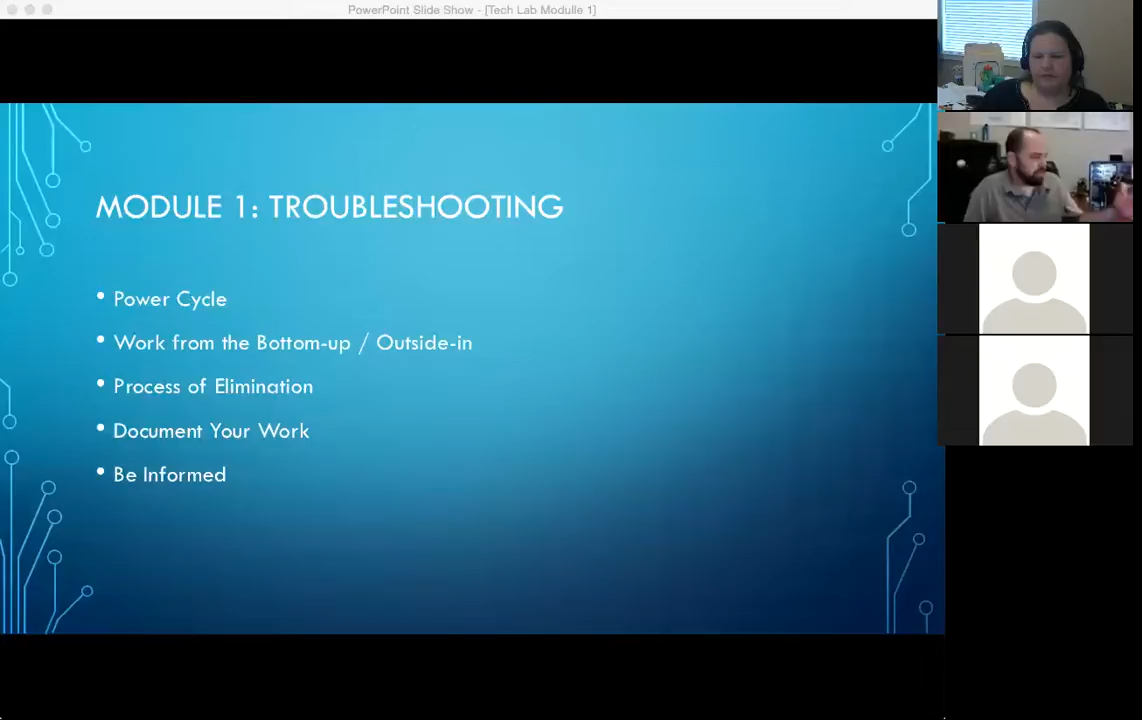 PowerPoint Slide Show - [Tech Lab Modulle 1]
MODULE 1: TROUBLESHOOTING
• Power Cycle
• Work from the Bottom-up / Outside-in
• Process of Elimination
• Document Your Work
• Be Informed